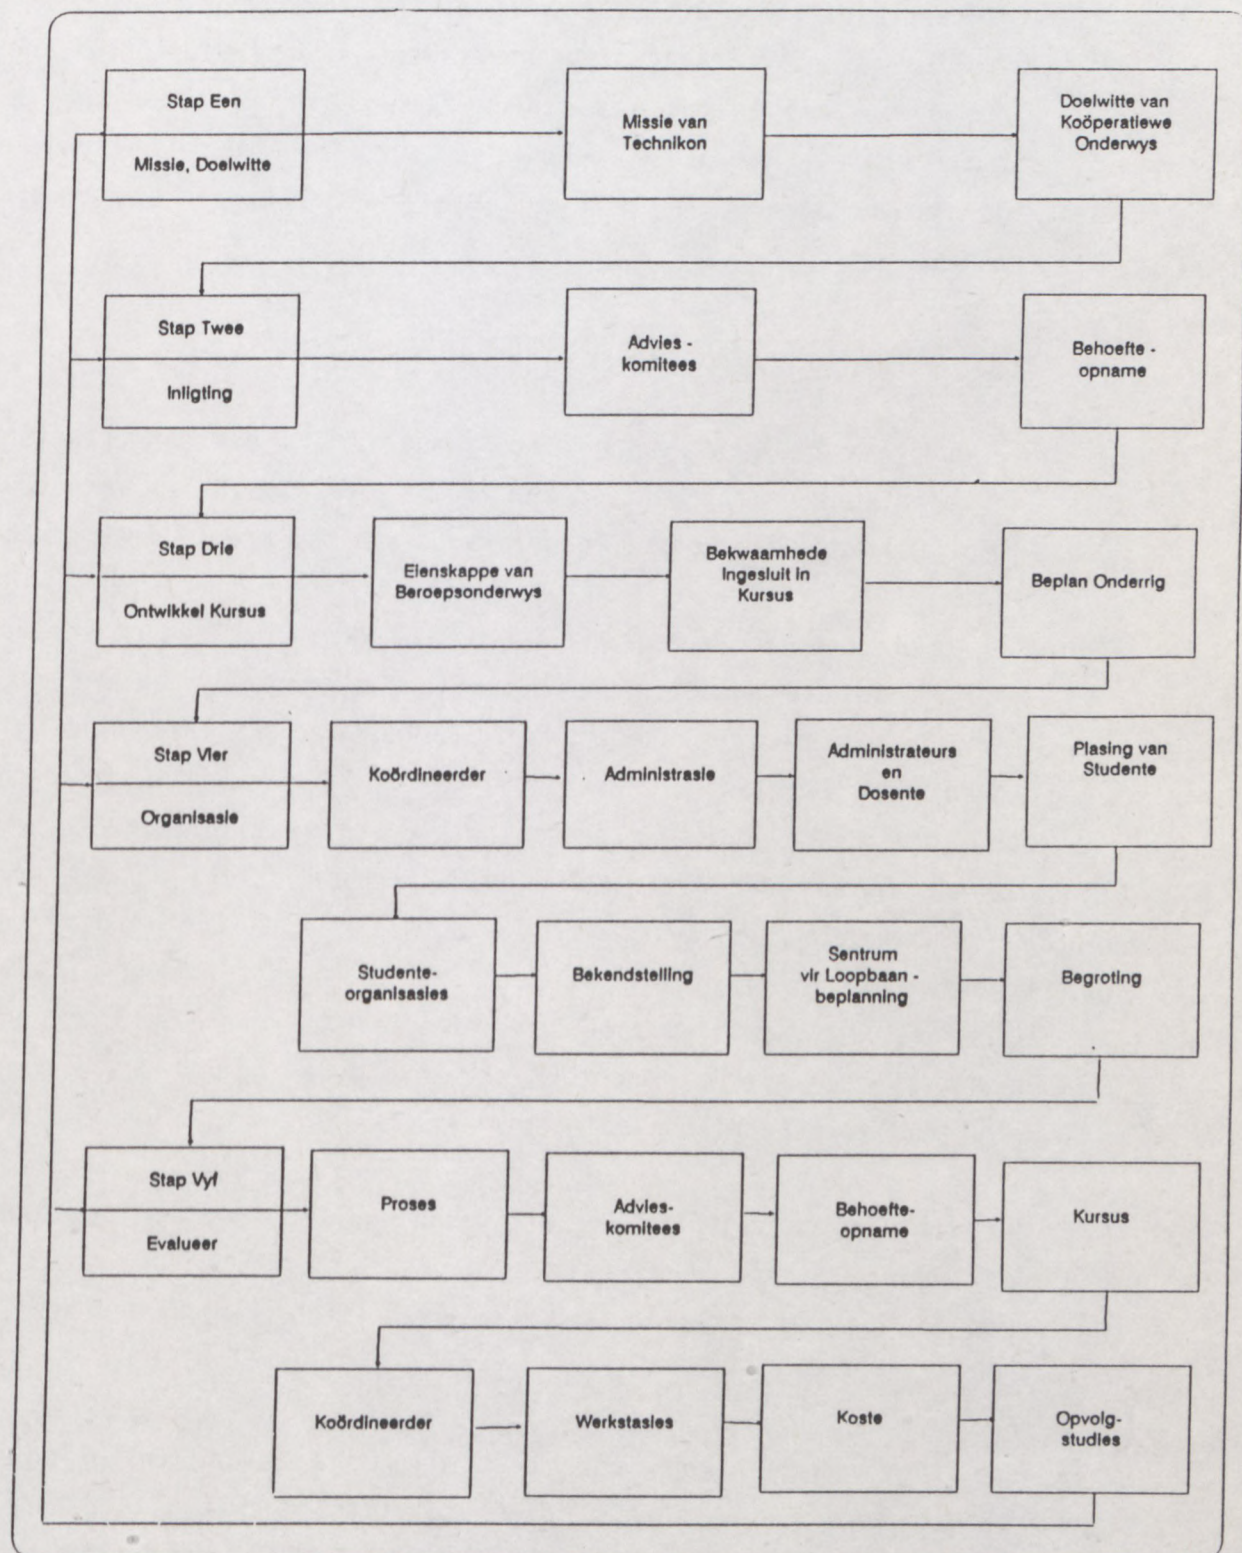 Stap Een
Missie, Doelwitte
Missie van
Technikon
Doelwitte van
Koöperatiewe
Onderwys
Stap Twee
Inligting
Advies -
komitees
Behoefte -
opname
Stap Drie
Ontwikkel Kursus
Eienskappe van
Beroepsonderwys
Bekwaamhede
Ingesluit in
Kursus
Beplan Onderrig
Stap Vier
Organisasie
Koördineerder
Administrasie
Administrateurs
en
Dosente
Plasing van
Studente
Studente-
organisasies
Bekendstelling
Sentrum
vir Loopbaan -
beplanning
Begroting
Stap Vyf
Evalueer
Proses
Advies-
komitees
Behoefte-
opname
Kursus
Koördineerder
Werkstasies
Koste
Opvolg-
studies